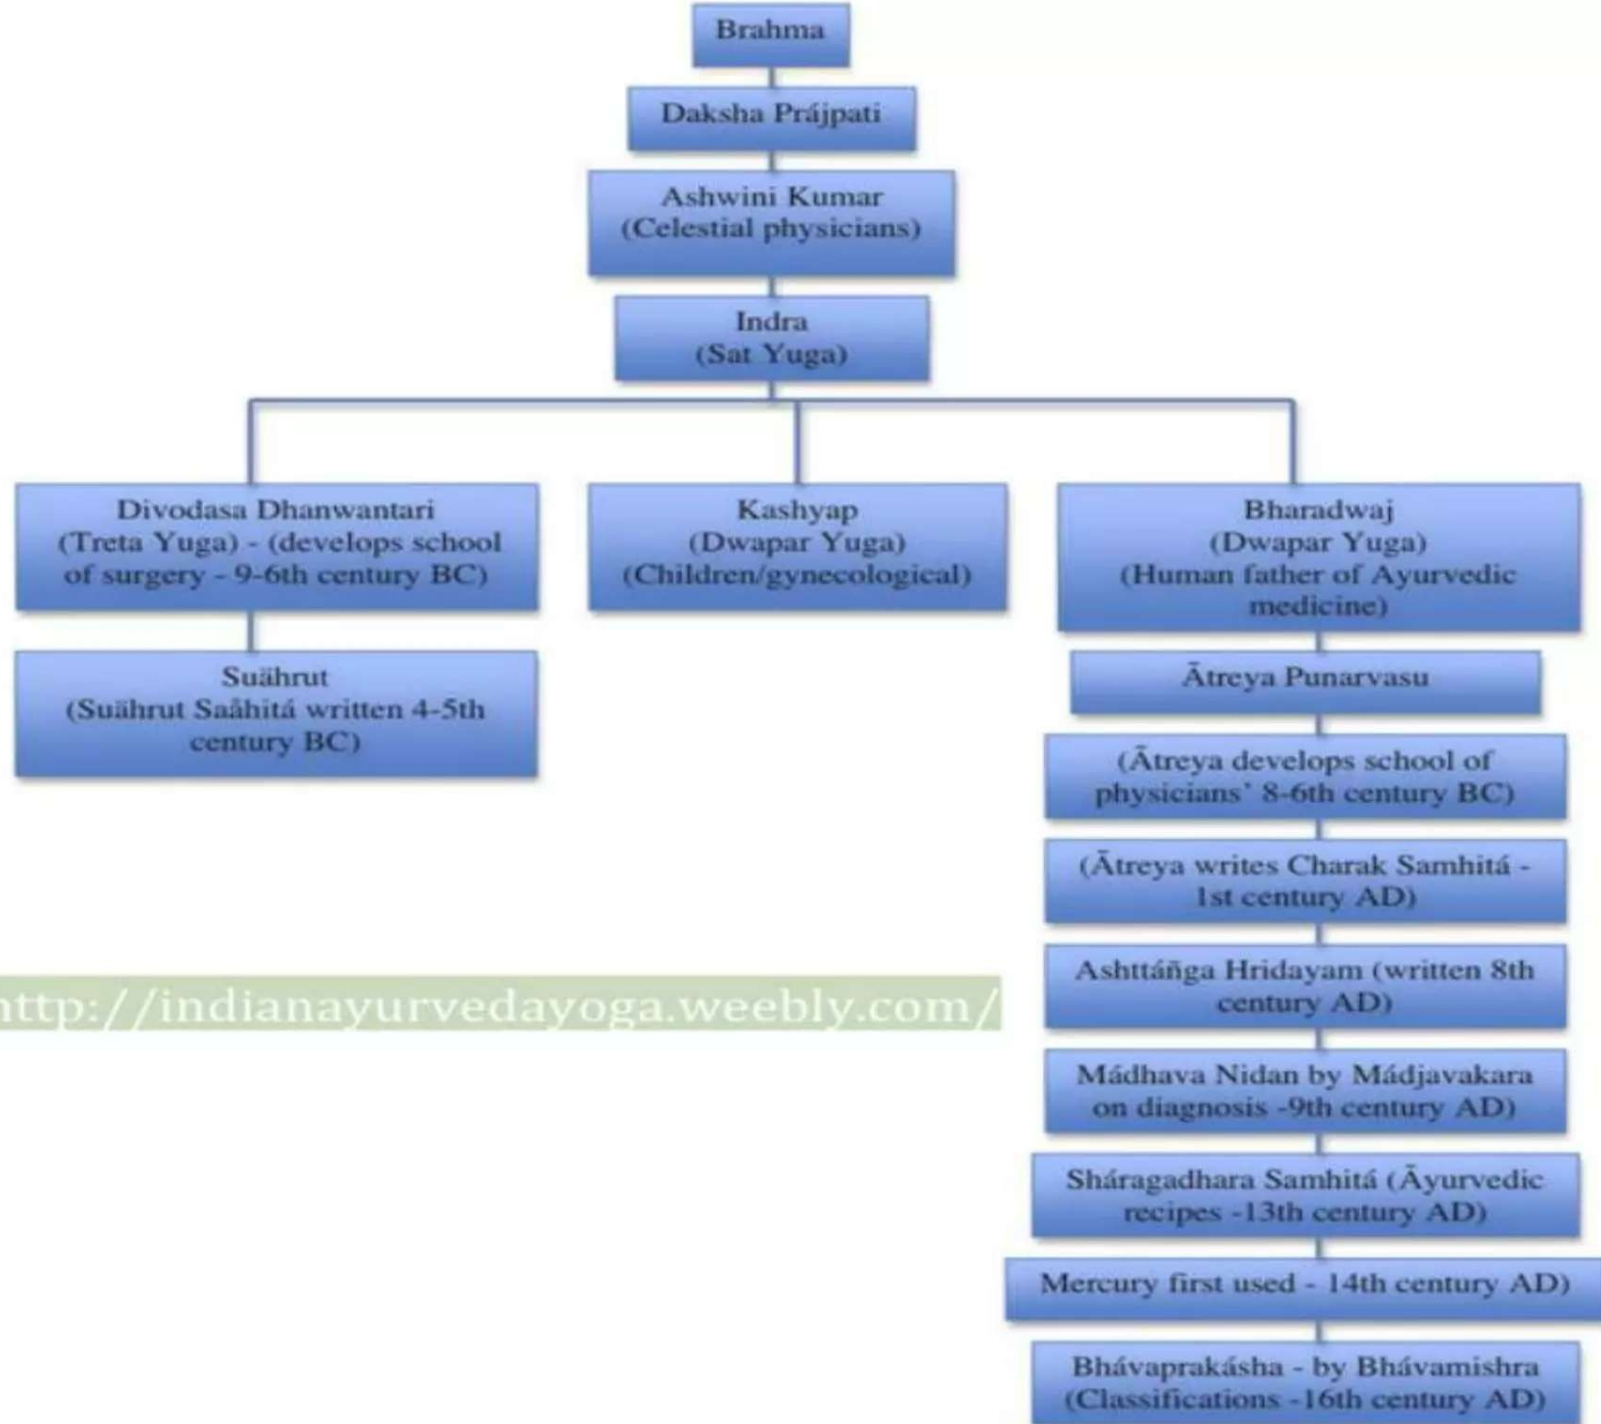 Brahma
Daksha Prájpati
Ashwini Kumar
(Celestial physicians)
Indra
(Sat Yuga)
Divodasa Dhanwantari
(Treta Yuga) - (develops school
of surgery - 9-6th century BC)
Suährut
(Suährut Saåhitá written 4-5th
century BC)
Kashyap
(Dwapar Yuga)
(Children/gynecological)
Bharadwaj
(Dwapar Yuga)
(Human father of Ayurvedic
medicine)
Ātreya Punarvasu
(Ātreya develops school of
physicians’ 8-6th century BC)
(Ātreya writes Charak Samhitá -
1st century AD)
Ashttáñga Hridayam (written 8th
century AD)
Mádhava Nidan by Mádjavakara
on diagnosis -9th century AD)
Sháragadhara Samhitá (Āyurvedic
recipes -13th century AD)
Mercury first used - 14th century AD)
Bhávaprakásha - by Bhávamishra
(Classifications -16th century AD)
http://indianayurvedayoga.weebly.com/